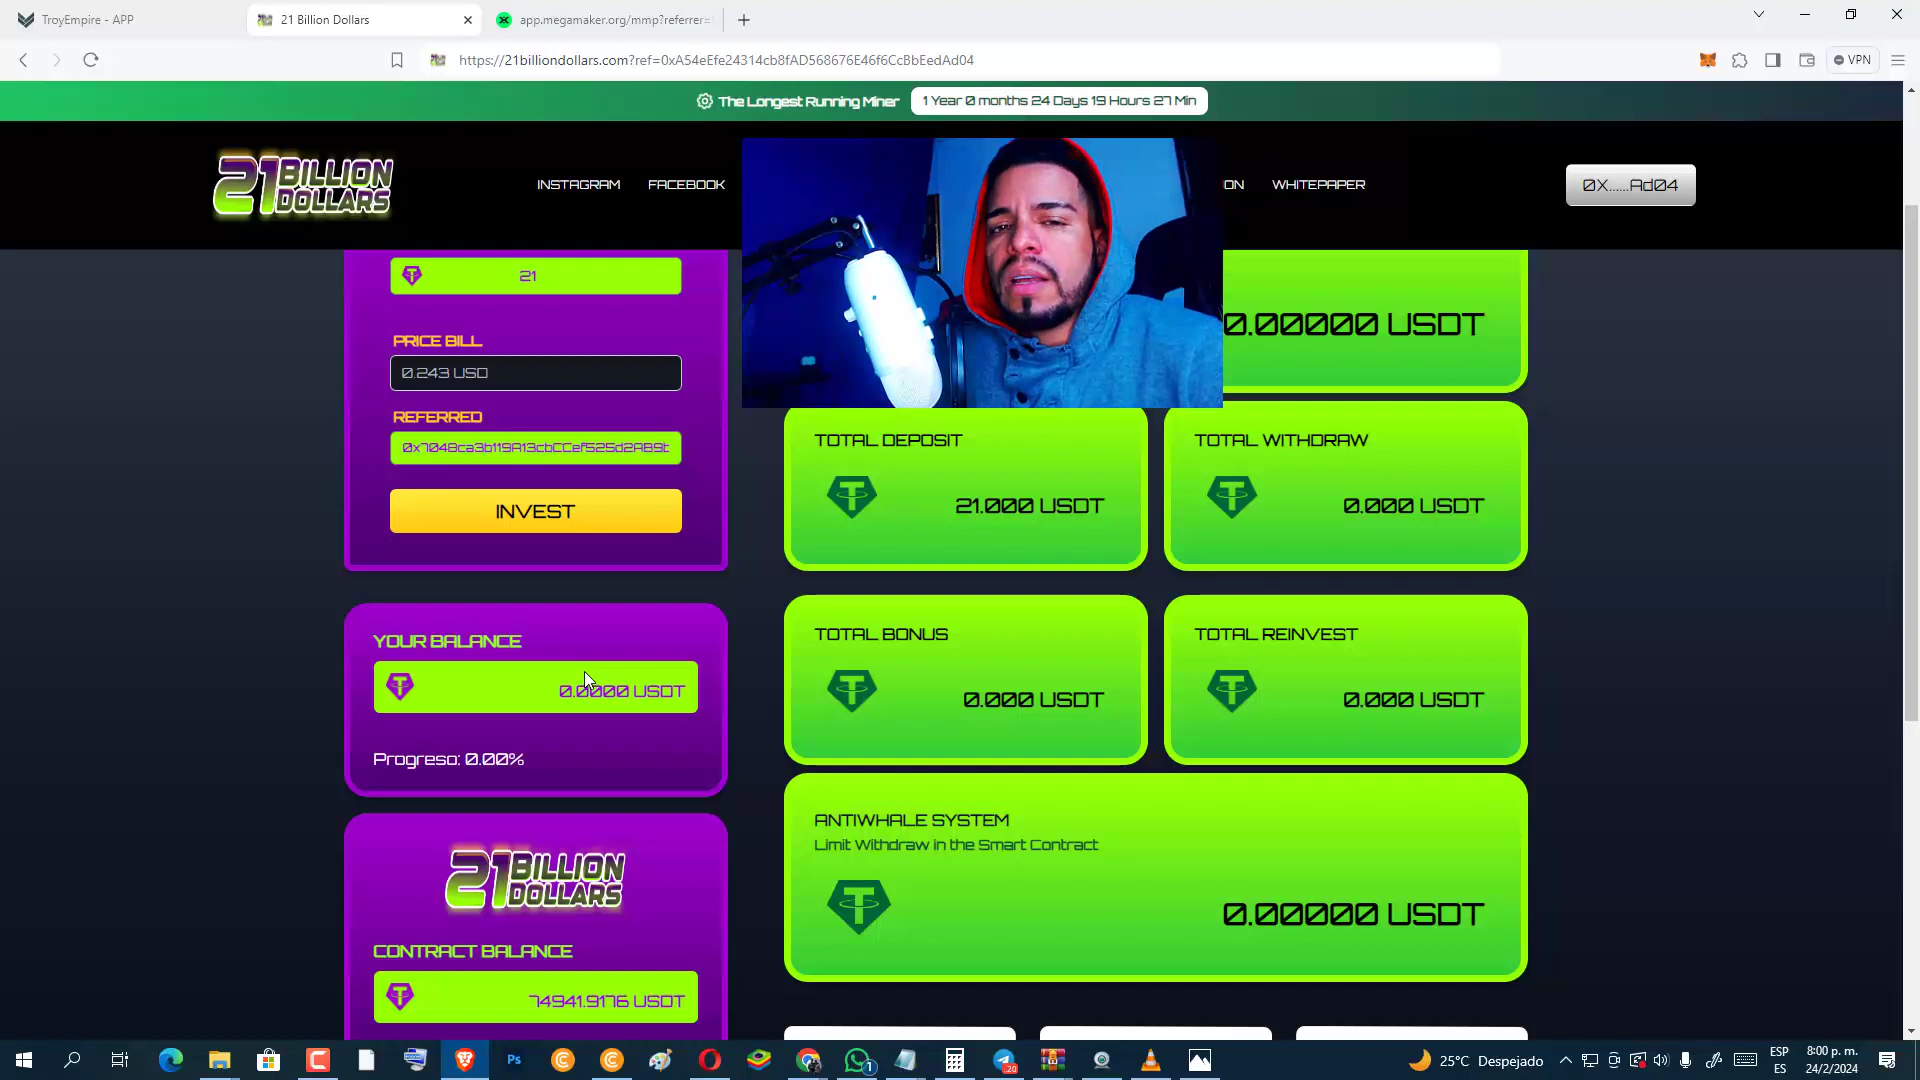 TroyEmpire - APP
21 Billion Dollars
app.megamaker.org/mmp?referrer=
https://21billiondollars.com?ref=0xA54eEfe24314cb8fAD568676E46f6CcBbEedAd04
VPN
The Longest Running Miner
1 Year 0 months 24 Days 19 Hours 27 Min
21 BILLION DOLLARS
INSTAGRAM
FACEBOOK
ON
WHITEPAPER
0X......Ad04
21
PRICE BILL
0.243 USD
REFERRED
0x7048ca3b119A13cbCCef525d2AB9b
INVEST
0.00000 USDT
TOTAL DEPOSIT
21.000 USDT
TOTAL WITHDRAW
0.000 USDT
YOUR BALANCE
0.0000 USDT
Progreso: 0.00%
TOTAL BONUS
0.000 USDT
TOTAL REINVEST
0.000 USDT
ANTIWHALE SYSTEM
Limit Withdraw in the Smart Contract
0.00000 USDT
21 BILLION DOLLARS
CONTRACT BALANCE
74941.9176 USDT
Ps
1
20
25°C Despejado
ESP
ES
8:00 p. m.
24/2/2024